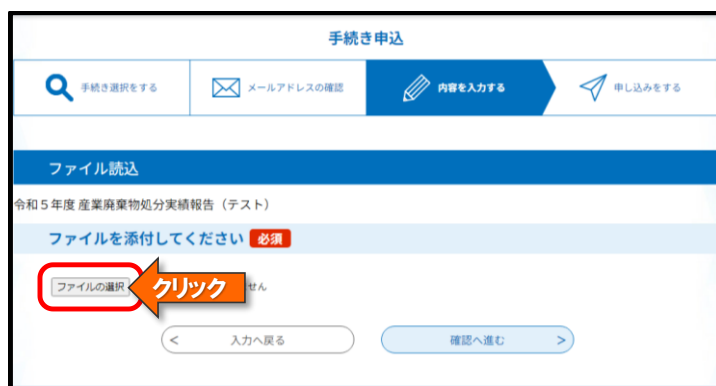 手続き申込
手続き選択をする
メールアドレスの確認
内容を入力する
申し込みをする
ファイル読込
令和5年度 産業廃棄物処分実績報告（テスト）
ファイルを添付してください 必須
ファイルの選択 クリック せん
< 入力へ戻る
確認へ進む >